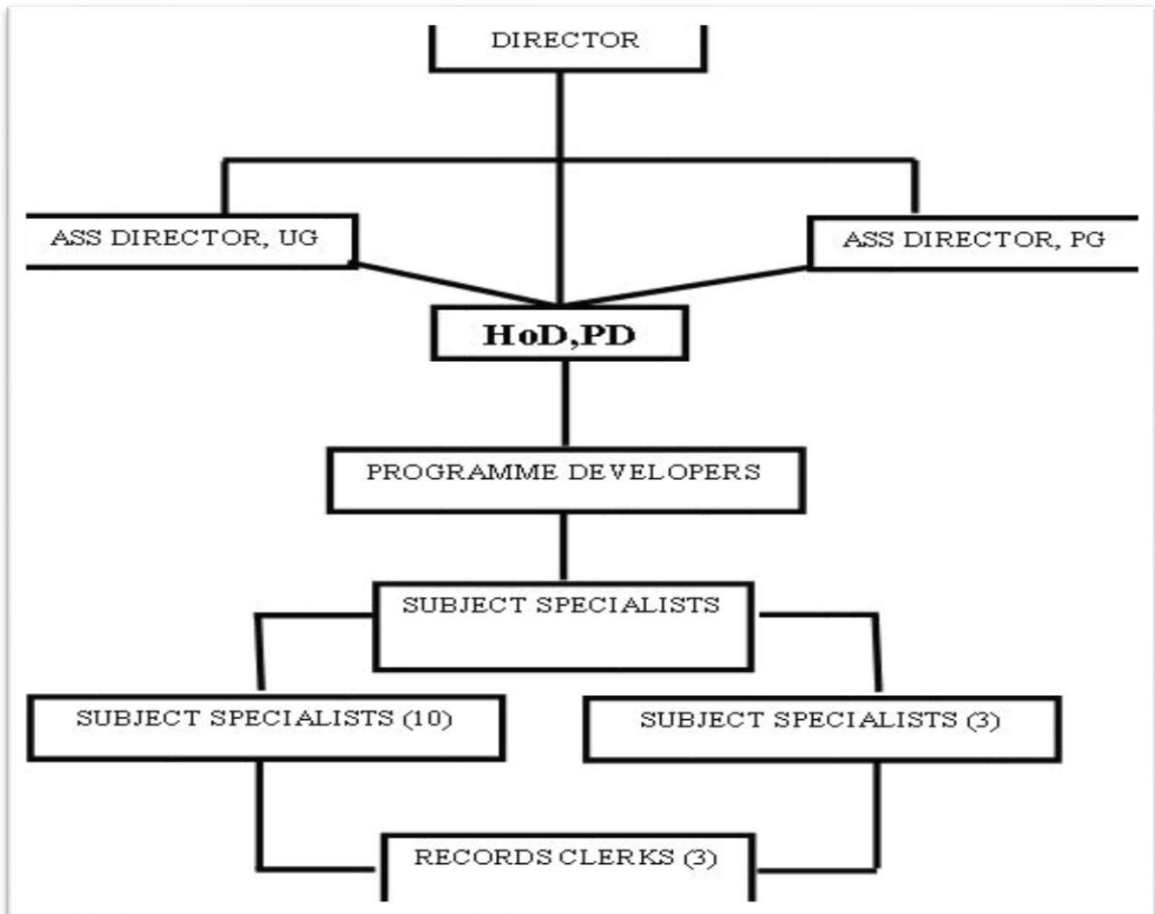 DIRECTOR
ASS DIRECTOR, UG
ASS DIRECTOR, PG
HoD,PD
PROGRAMME DEVELOPERS
SUBJECT SPECIALISTS
SUBJECT SPECIALISTS (10)
SUBJECT SPECIALISTS (3)
RECORDS CLERKS (3)